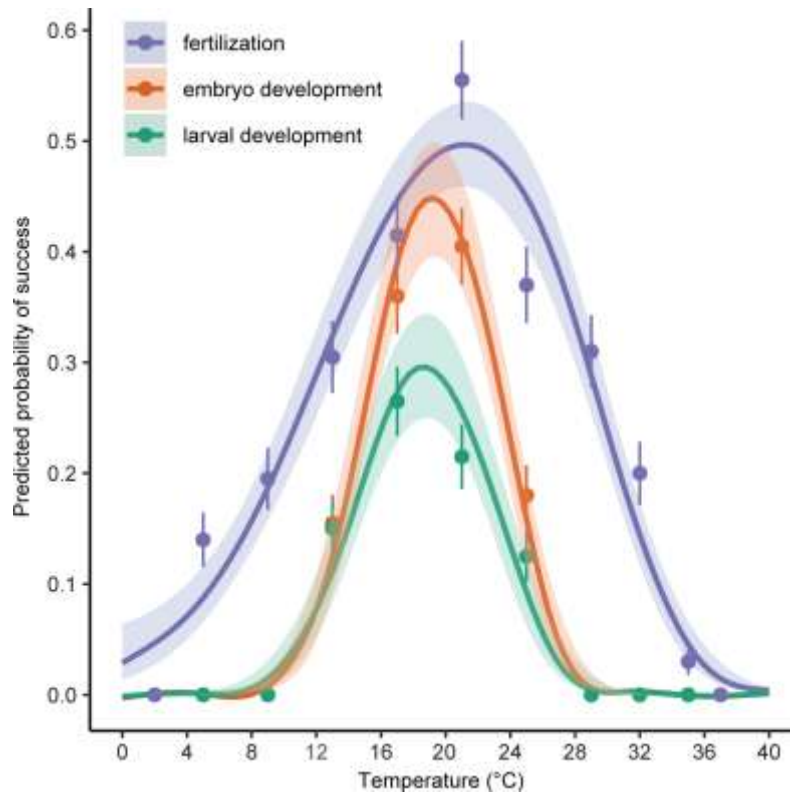 0.6
fertilization
embryo development
larval development
0.5
0.4
0.3
0.2
0.1
0.0
Predicted probability of success
0 4 8 12 16 20 24 28 32 36 40
Temperature (°C)